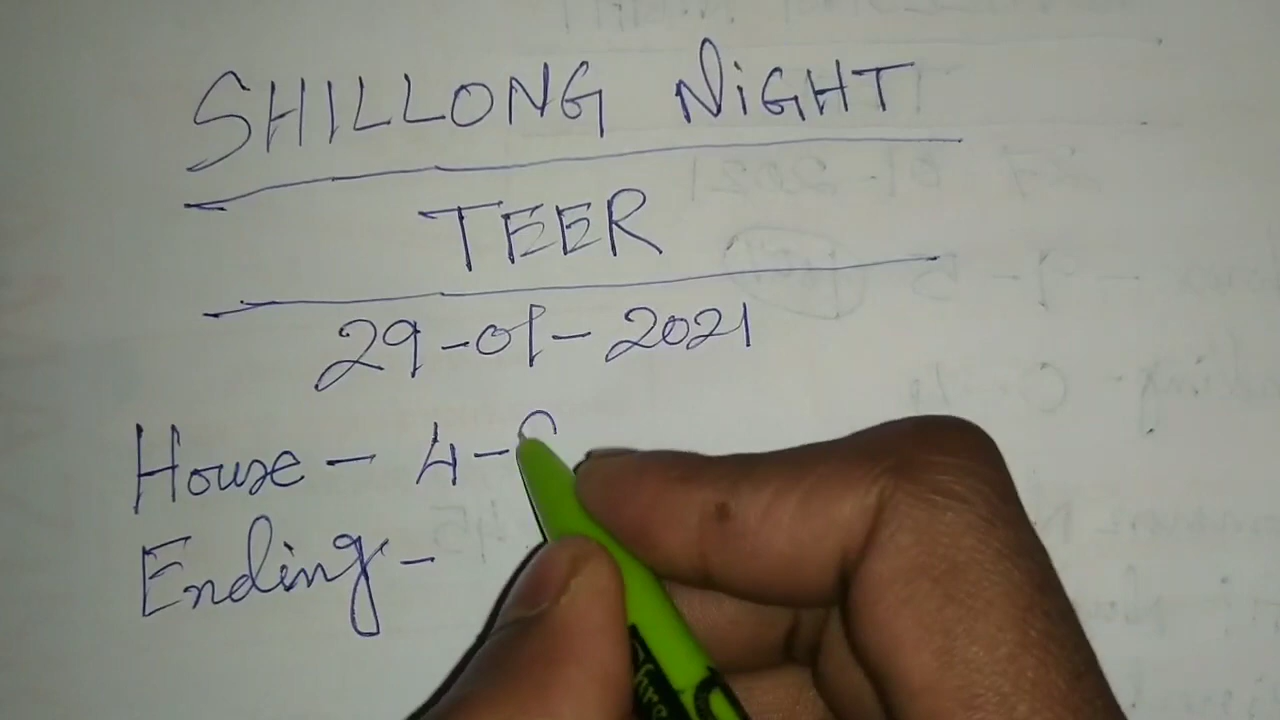 SHILLONG NiGHT
TEER
29-01-2021
House - 4-
Ending -